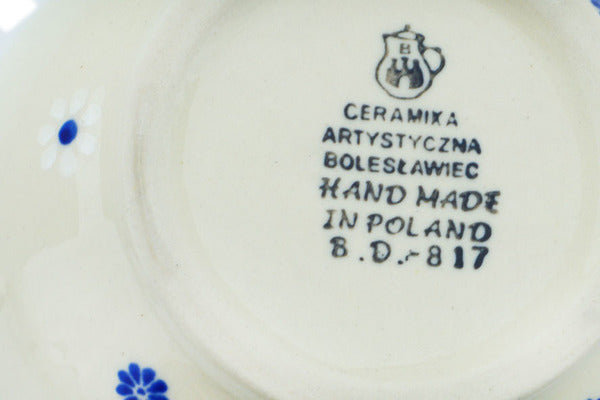 B
CERAMIKA
ARTYSTYCZNA
BOLESŁAWIEC
HAND MADE
IN POLAND
B.D.-817